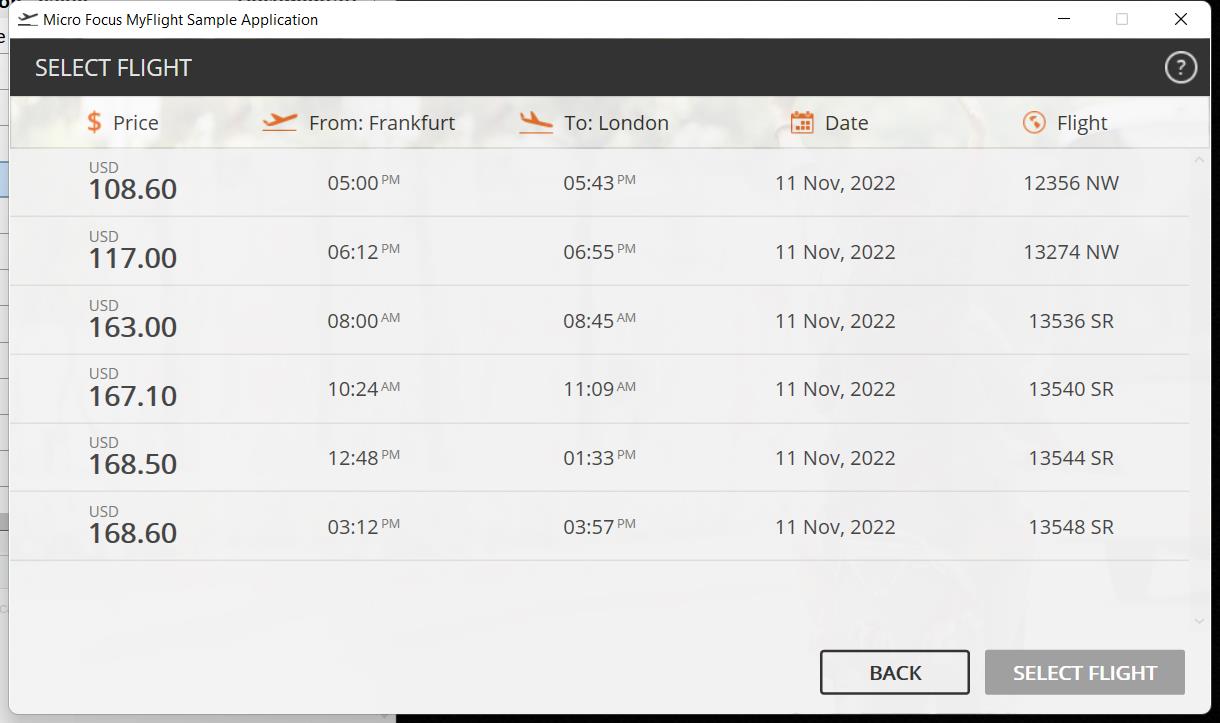 Micro Focus MyFlight Sample Application
SELECT FLIGHT ?
$ Price From: Frankfurt To: London Date Flight
USD
108.60 05:00 PM 05:43 PM 11 Nov, 2022 12356 NW
USD
117.00 06:12 PM 06:55 PM 11 Nov, 2022 13274 NW
USD
163.00 08:00 AM 08:45 AM 11 Nov, 2022 13536 SR
USD
167.10 10:24 AM 11:09 AM 11 Nov, 2022 13540 SR
USD
168.50 12:48 PM 01:33 PM 11 Nov, 2022 13544 SR
USD
168.60 03:12 PM 03:57 PM 11 Nov, 2022 13548 SR
BACK SELECT FLIGHT